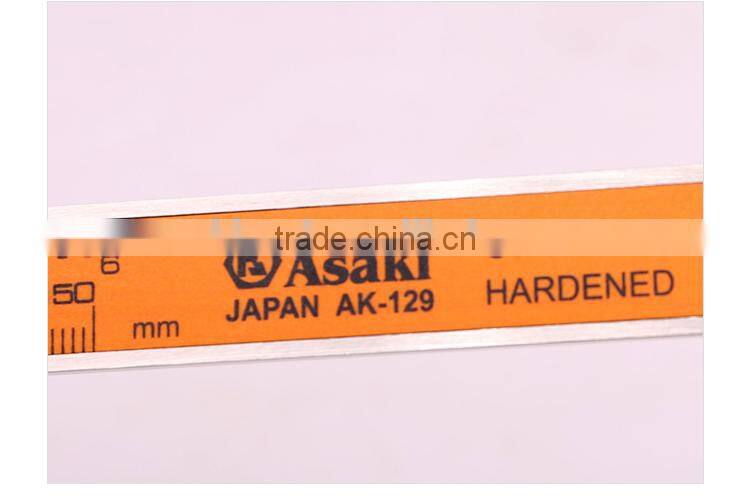 trade.china.cn
Asaki
6
50
JAPAN AK-129
HARDENED
mm